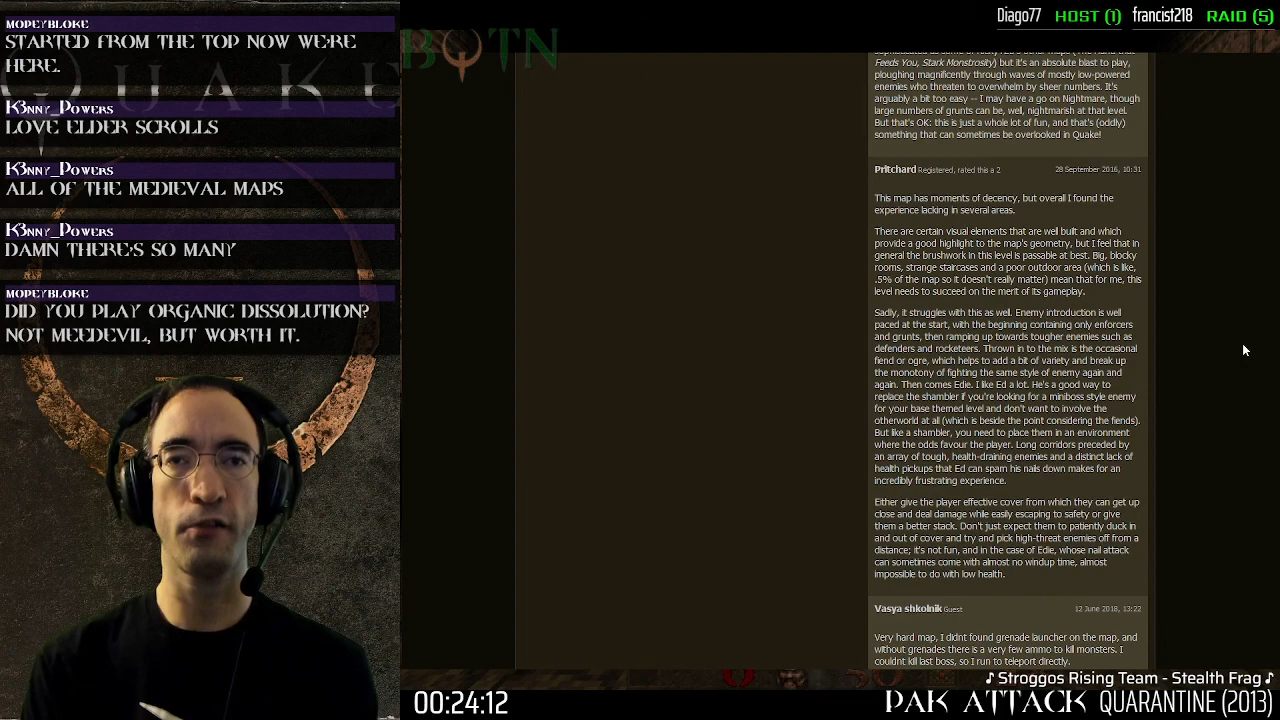 MOPEYBLOKE
STARTED FROM THE TOP NOW WE'RE
HERE.
K3NNY_POWERS
LOVE ELDER SCROLLS
K3NNY_POWERS
ALL OF THE MEDIEVAL MAPS
K3NNY_POWERS
DAMN THERE'S SO MANY
MOPEYBLOKE
DID YOU PLAY ORGANIC DISSOLUTION?
NOT MEEDEVIL, BUT WORTH IT.
QUAKE
Diago77 HOST (1) francist218 RAID (5)
Feeds You, Stark Monstrosity) but it's an absolute blast to play,
ploughing magnificently through waves of mostly low-powered
enemies who threaten to overwhelm by sheer numbers. It's
arguably a bit too easy -- I may have a go on Nightmare, though
large numbers of grunts can be, well, nightmarish at that level.
But that's OK: this is just a whole lot of fun, and that's (oddly)
something that can sometimes be overlooked in Quake!
Pritchard Registered, rated this a 2 28 September 2016, 10:31
This map has moments of decency, but overall I found the
experience lacking in several areas.
There are certain visual elements that are well built and which
provide a good highlight to the map's geometry, but I feel that in
general the brushwork in this level is passable at best. Big, blocky
rooms, strange staircases and a poor outdoor area (which is like,
.5% of the map so it doesn't really matter) mean that for me, this
level needs to succeed on the merit of its gameplay.
Sadly, it struggles with this as well. Enemy introduction is well
paced at the start, with the beginning containing only enforcers
and grunts, then ramping up towards tougher enemies such as
defenders and rocketeers. Thrown in to the mix is the occasional
fiend or ogre, which helps to add a bit of variety and break up
the monotony of fighting the same style of enemy again and
again. Then comes Edie. I like Ed a lot. He's a good way to
replace the shambler if you're looking for a miniboss style enemy
for your base themed level and don't want to involve the
otherworld at all (which is beside the point considering the fiends).
But like a shambler, you need to place them in an environment
where the odds favour the player. Long corridors preceded by
an array of tough, health-draining enemies and a distinct lack of
health pickups that Ed can spam his nails down makes for an
incredibly frustrating experience.
Either give the player effective cover from which they can get up
close and deal damage while easily escaping to safety or give
them a better stack. Don't just expect them to patiently duck in
and out of cover and try and pick high-threat enemies off from a
distance; it's not fun, and in the case of Edie, whose nail attack
can sometimes come with almost no windup time, almost
impossible to do with low health.
Vasya shkolnik Guest 12 June 2018, 13:22
Very hard map, I didnt found grenade launcher on the map, and
without grenades there is a very few ammo to kill monsters. I
couldnt kill last boss, so I run to teleport directly.
♪ Stroggos Rising Team - Stealth Frag ♪
00:24:12
PAK ATTACK QUARANTINE (2013)